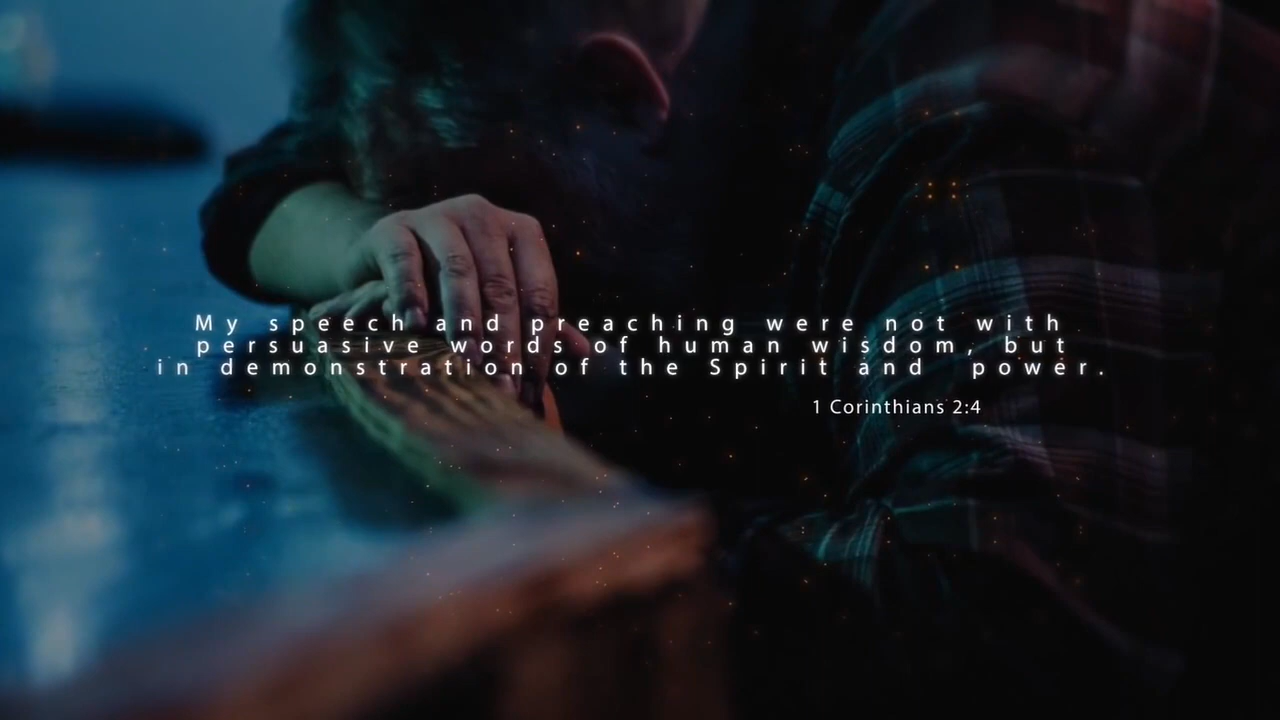 My speech and preaching were not with
persuasive words of human wisdom, but
in demonstration of the Spirit and power.
1 Corinthians 2:4